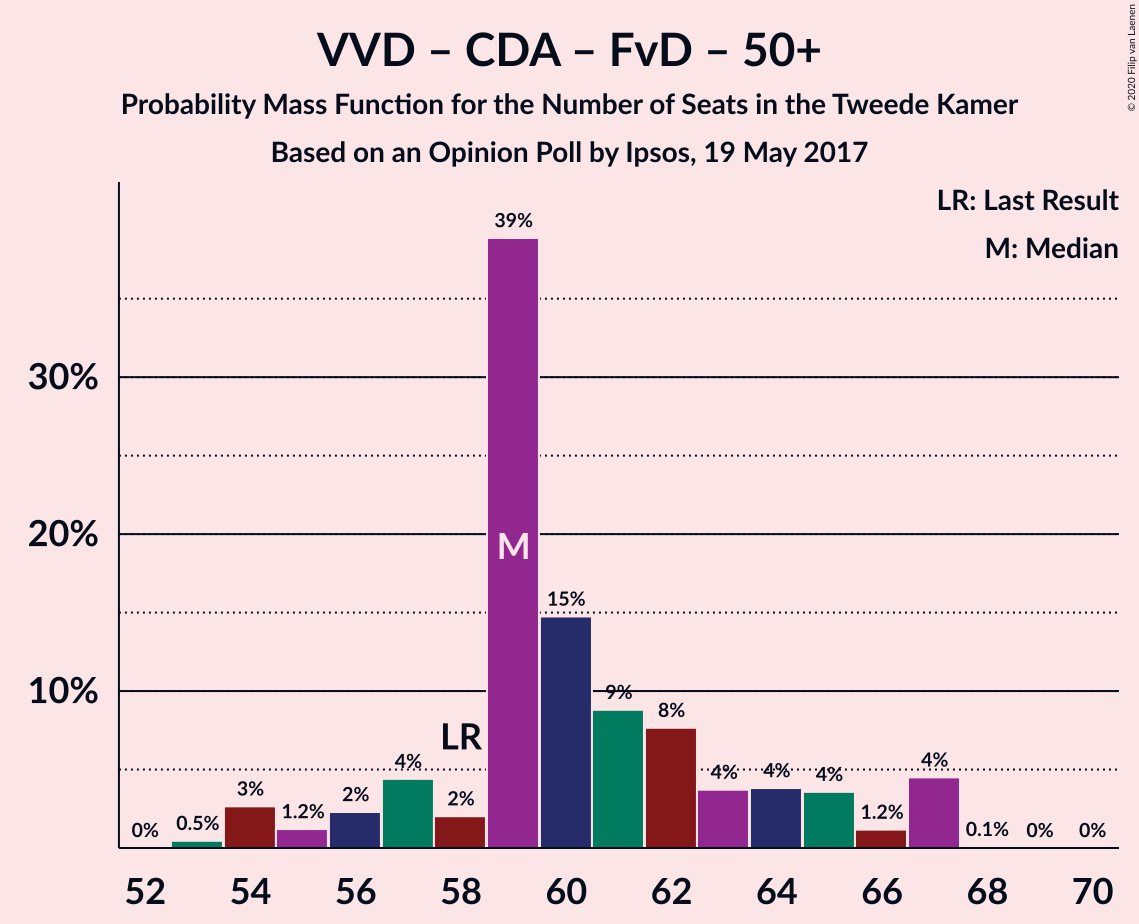 VVD – CDA – FvD – 50+
Probability Mass Function for the Number of Seats in the Tweede Kamer
Based on an Opinion Poll by Ipsos, 19 May 2017
© 2020 Filip van Laenen
LR: Last Result
M: Median
30%
20%
10%
0%
0.5%
3%
1.2%
2%
4%
2%
LR
39%
M
15%
9%
8%
4%
4%
4%
1.2%
4%
0.1%
0%
0%
52 54 56 58 60 62 64 66 68 70